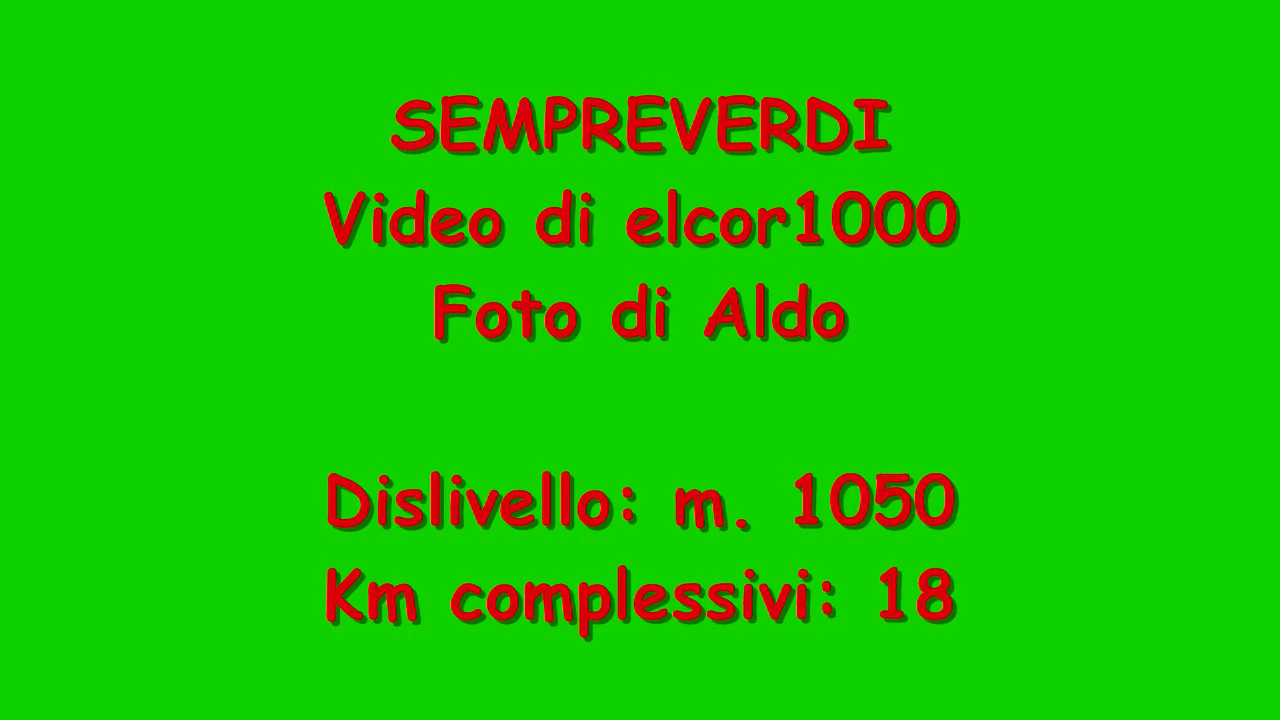 SEMPREVERDI
Video di elcor1000
Foto di Aldo
Dislivello: m. 1050
Km complessivi: 18